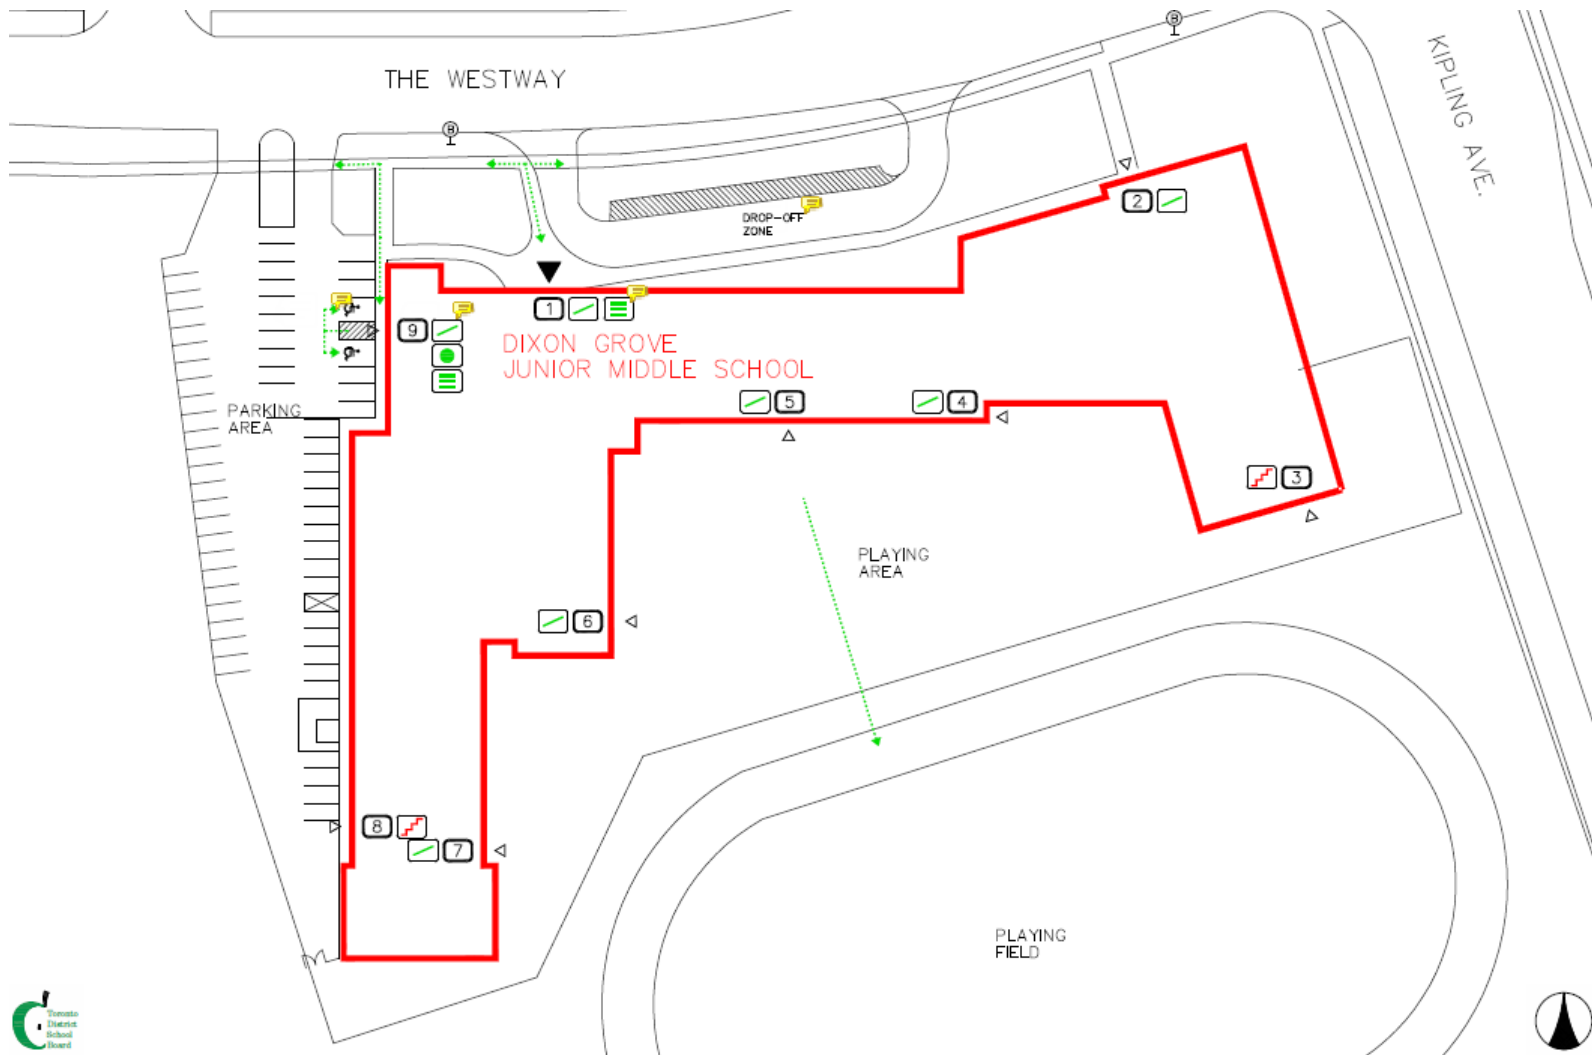 B
THE WESTWAY
B
KIPLING AVE.
2
DROP-OFF
ZONE
1
9
DIXON GROVE
JUNIOR MIDDLE SCHOOL
5
4
PARKING
AREA
3
PLAYING
AREA
6
8
7
PLAYING
FIELD
Toronto
District
School
Board